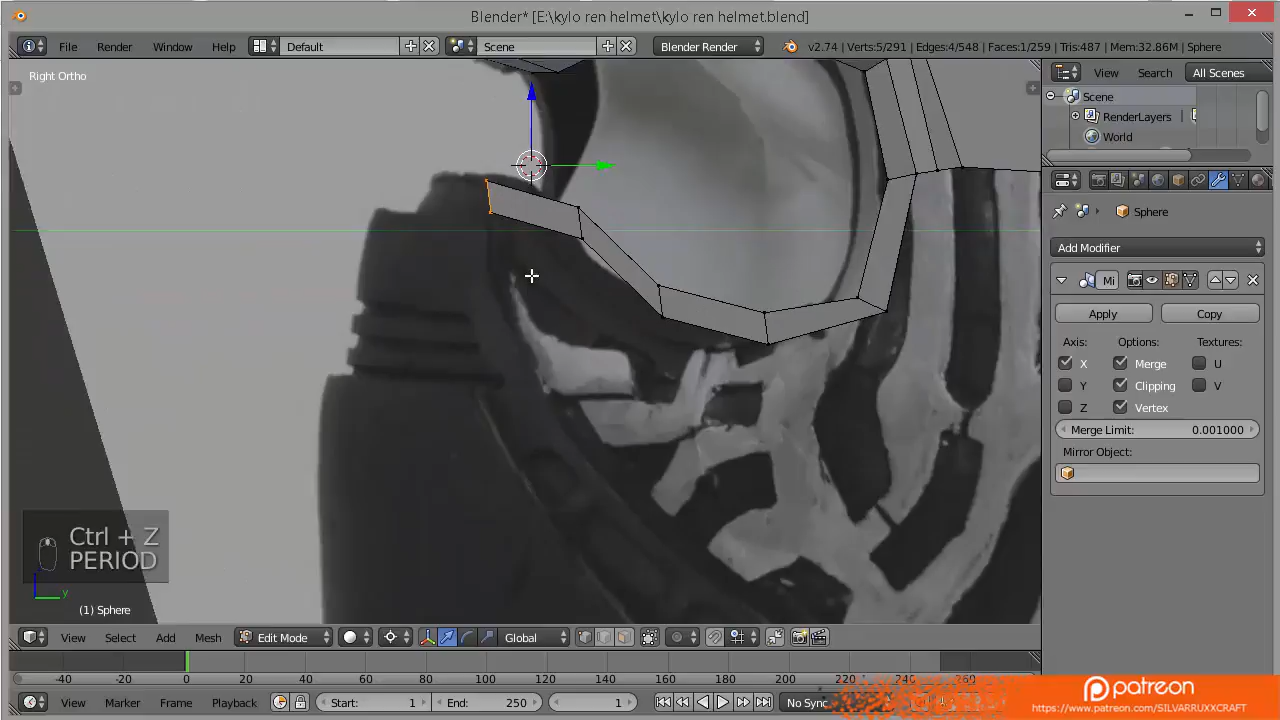 Blender* [E:\kylo ren helmet\kylo ren helmet.blend]
File Render Window Help Default Scene Blender Render v2.74 | Verts:5/291 | Edges:4/548 | Faces:1/259 | Tris:487 | Mem:32.86M | Sphere
Right Ortho
View Search All Scenes
Scene
RenderLayers
World
Sphere
Add Modifier
Mi
Apply Copy
Axis: Options: Textures:
X Merge U
Y Clipping V
Z Vertex
Merge Limit: 0.001000
Mirror Object:
Ctrl + Z
PERIOD
z
y
(1) Sphere
View Select Add Mesh Edit Mode Global
-40 -20 0 20 40 60 80 100 120 140 160 180 200 220 240 260
View Marker Frame Playback Start: 1 End: 250 1 No Sync
patreon
https://www.patreon.com/SILVARRUXXCRAFT